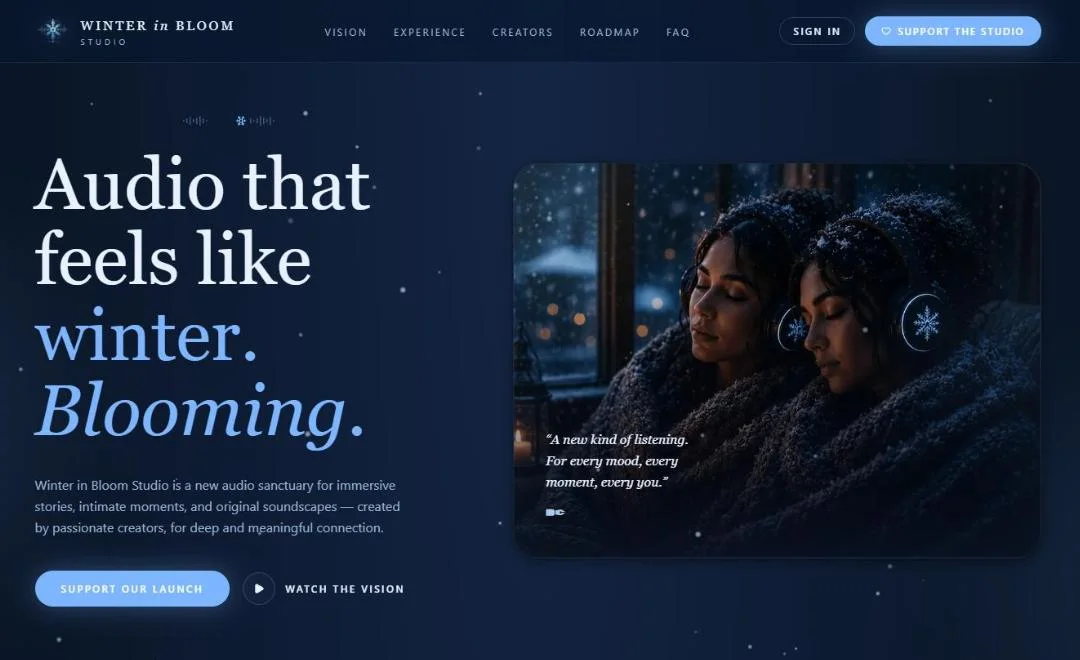 WINTER in BLOOM
STUDIO
VISION
EXPERIENCE
CREATORS
ROADMAP
FAQ
SIGN IN
SUPPORT THE STUDIO
Audio that
feels like
winter.
Blooming.
Winter in Bloom Studio is a new audio sanctuary for immersive
stories, intimate moments, and original soundscapes — created
by passionate creators, for deep and meaningful connection.
SUPPORT OUR LAUNCH
WATCH THE VISION
“A new kind of listening.
For every mood, every
moment, every you.”